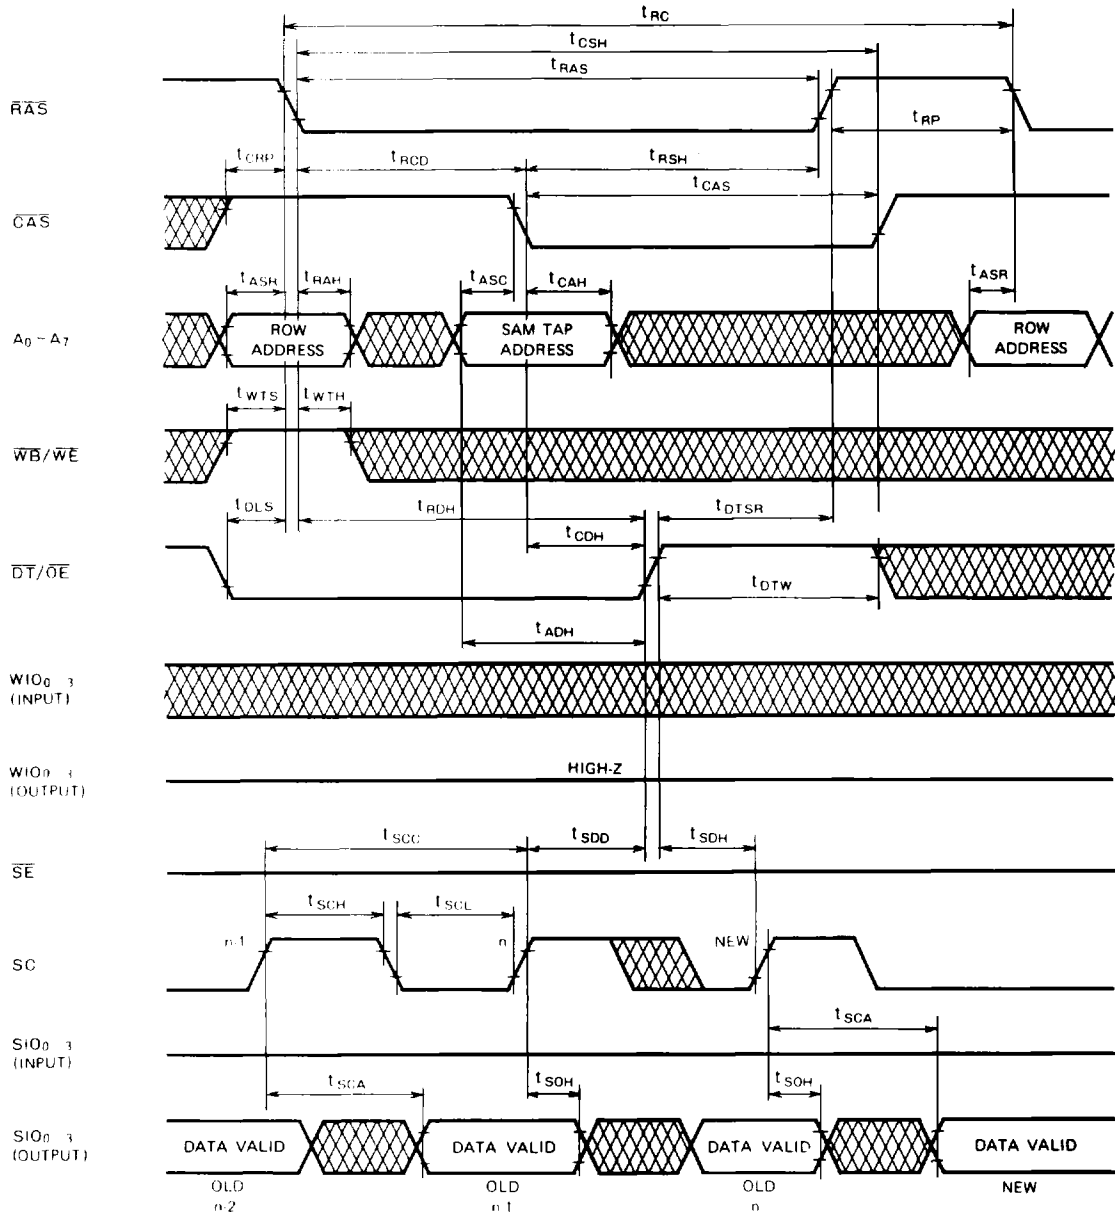 tRC
tCSH
tRAS
RAS
tRP
tCRP
tRCD
tRSH
tCAS
CAS
tASR
tRAH
tASC
tCAH
tASR
A0-A7
ROW ADDRESS
SAM TAP ADDRESS
ROW ADDRESS
tWTS
tWTH
WB/WE
tDLS
tRDH
tDTSR
tCDH
DT/OE
tDTW
tADH
WIO0 3
(INPUT)
WIO0 3
(OUTPUT)
HIGH-Z
tSCC
tSDD
tSDH
SE
tSCH
tSCL
n-1
n
NEW
SC
tSCA
SIO0 3
(INPUT)
tSCA
tSOH
tSOH
SIO0 3
(OUTPUT)
DATA VALID
DATA VALID
DATA VALID
DATA VALID
OLD
n-2
OLD
n-1
OLD
n
NEW